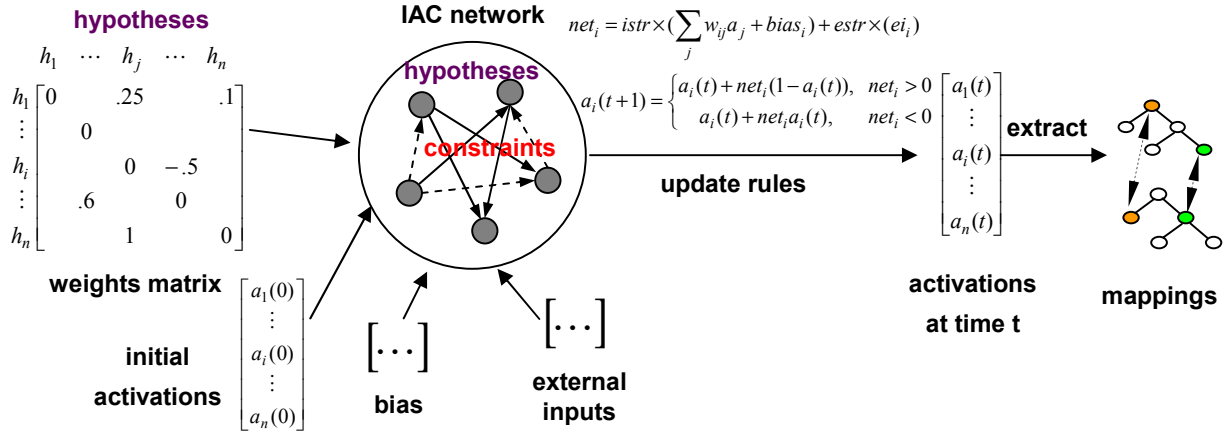 hypotheses
h_1 ⋯ h_j ⋯ h_n
h_1 0 .25 .1
⋮ 0
h_i 0 −.5
⋮ .6 0
h_n 1 0
weights matrix
initial
activations
a_1(0)
⋮
a_i(0)
⋮
a_n(0)
IAC network
hypotheses
constraints
[⋯]
bias
[⋯]
external
inputs
net_i = istr×(∑_j w_{ij}a_j + bias_i) + estr×(ei_i)
a_i(t+1) = { a_i(t) + net_i(1 − a_i(t)), net_i > 0
a_i(t) + net_i a_i(t), net_i < 0
update rules
a_1(t)
⋮
a_i(t)
⋮
a_n(t)
activations
at time t
extract
mappings